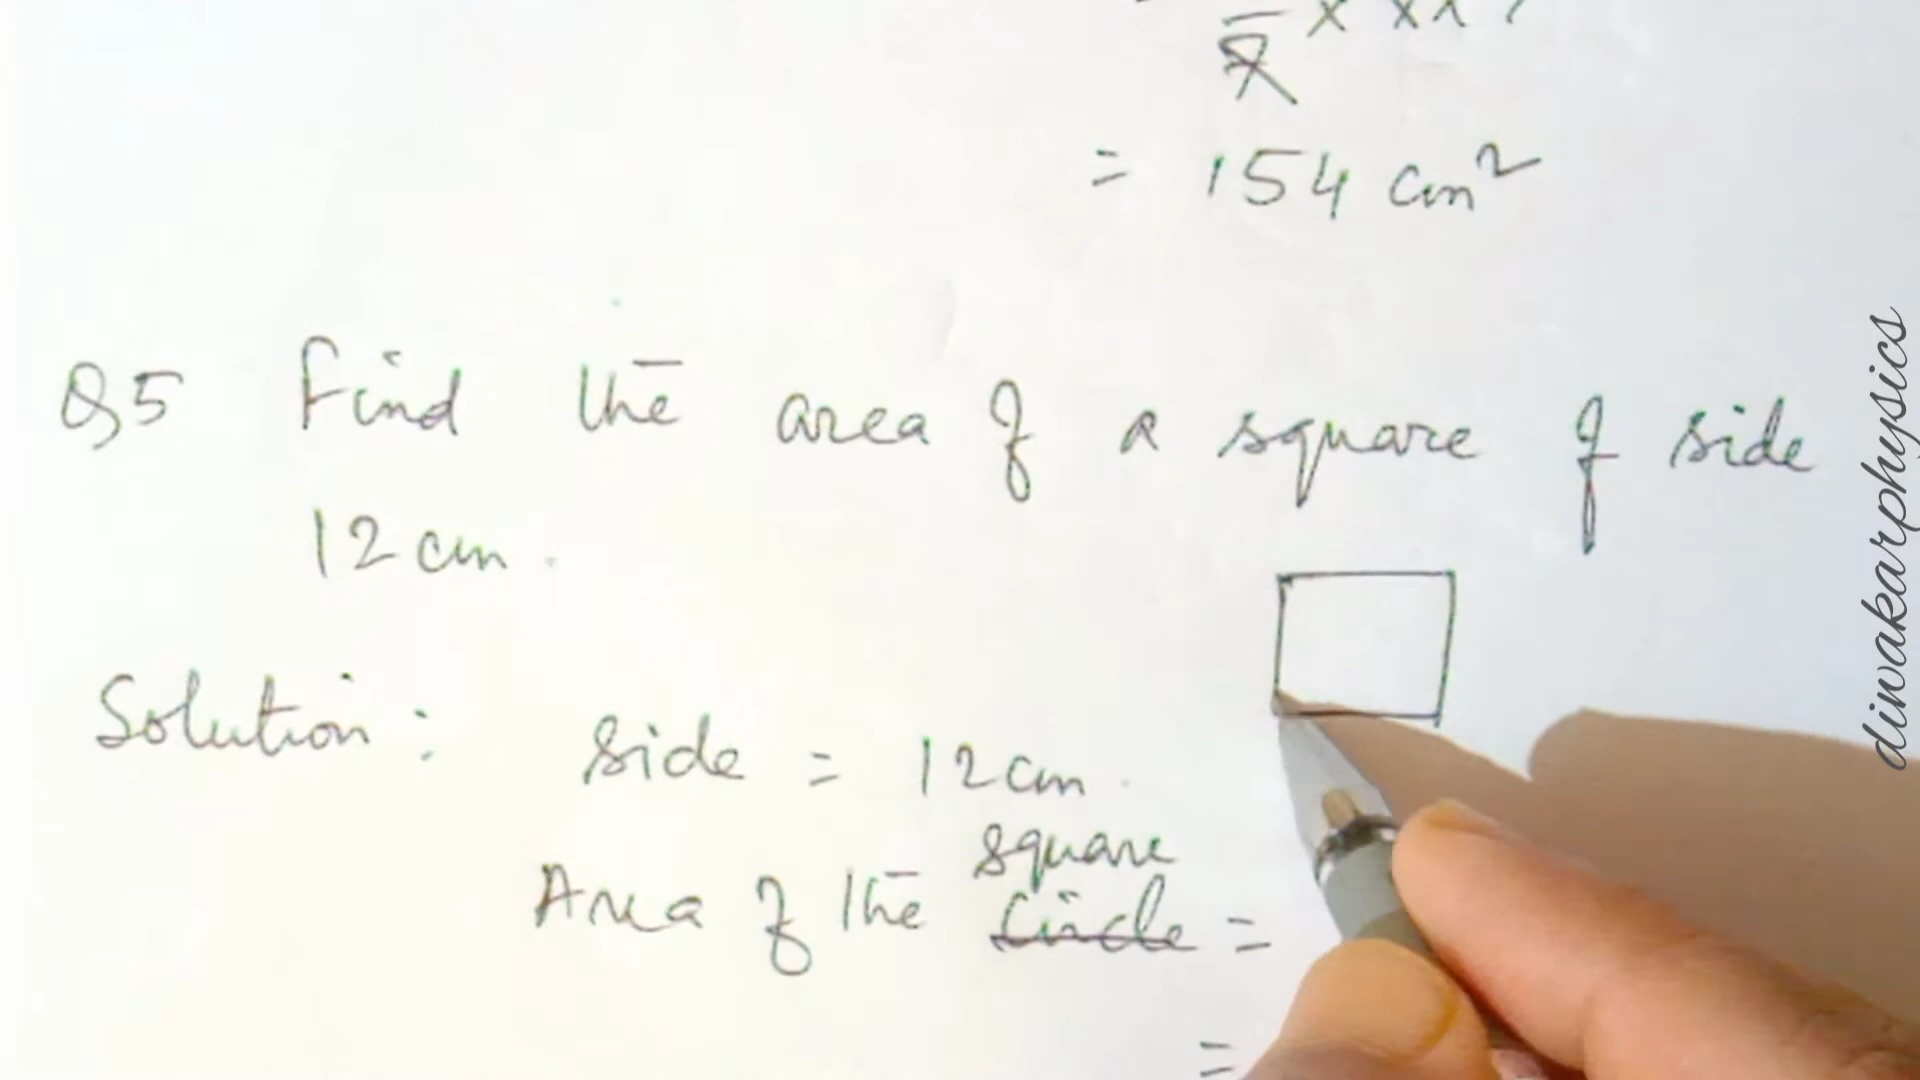 7
= 154 cm²
Q5 Find the area of a square of side
12 cm.
Solution: Side = 12 cm
square
Area of the Circle =
=
diwakarphysics